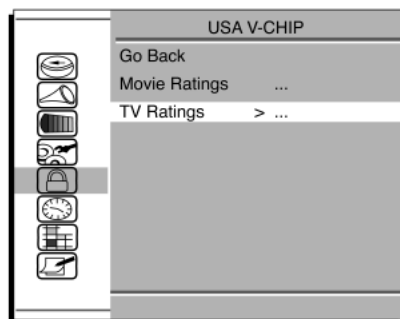 USA V-CHIP
Go Back
Movie Ratings ...
TV Ratings > ...